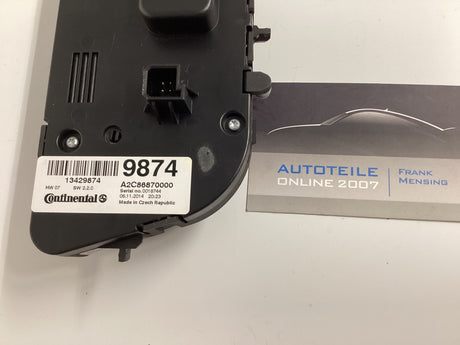 9874
13429874
A2C86870000
HW 07 SW 2.2.0
Serial no.0018744
06.11.2014 20:23
Continental
Made in Czech Republic
AUTOTEILE
ONLINE 2007
FRANK
MENSING